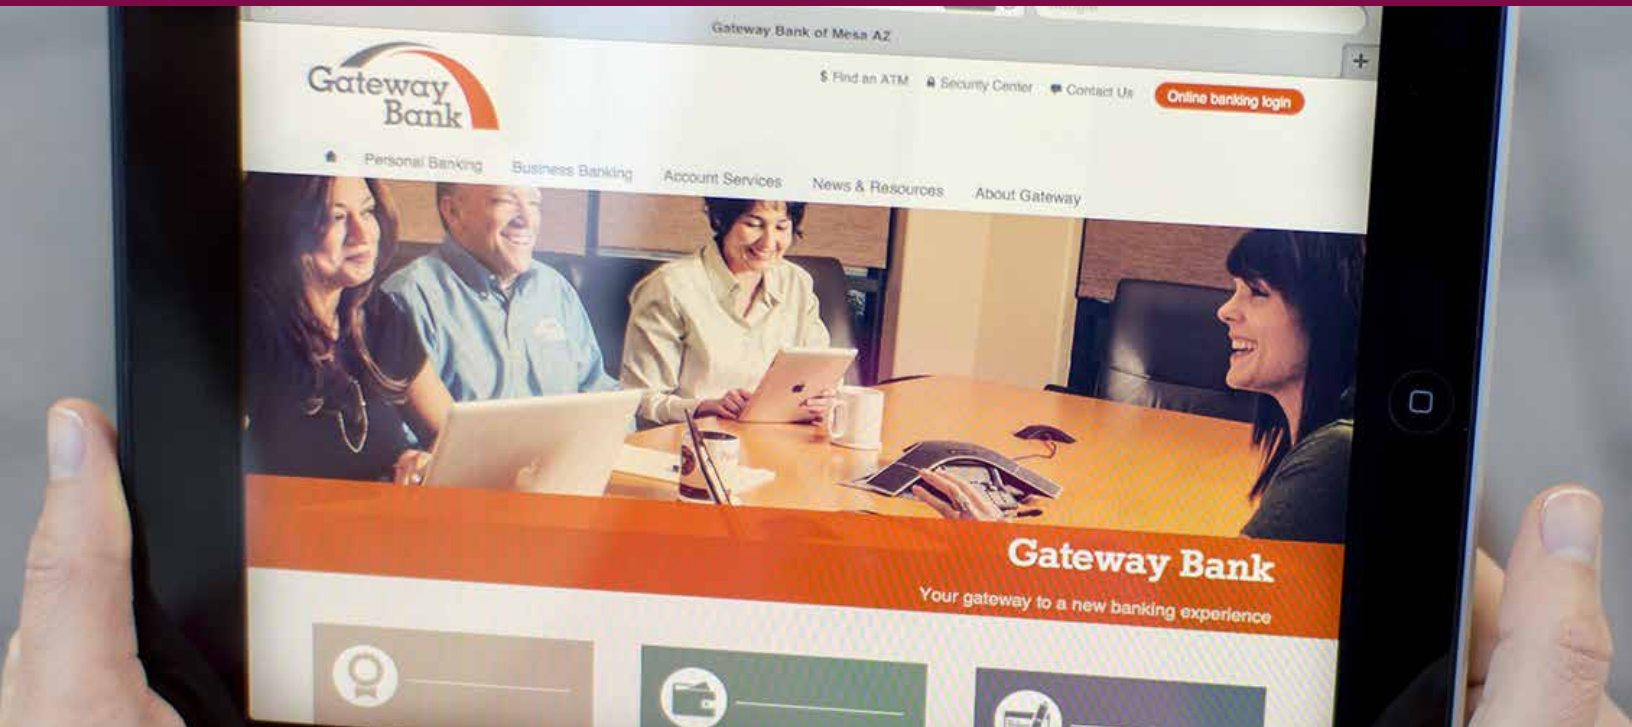 Gateway Bank of Mesa AZ
+
Gateway
Bank
$ Find an ATM Security Center Contact Us Online banking login
Personal Banking Business Banking Account Services News & Resources About Gateway
Gateway Bank
Your gateway to a new banking experience